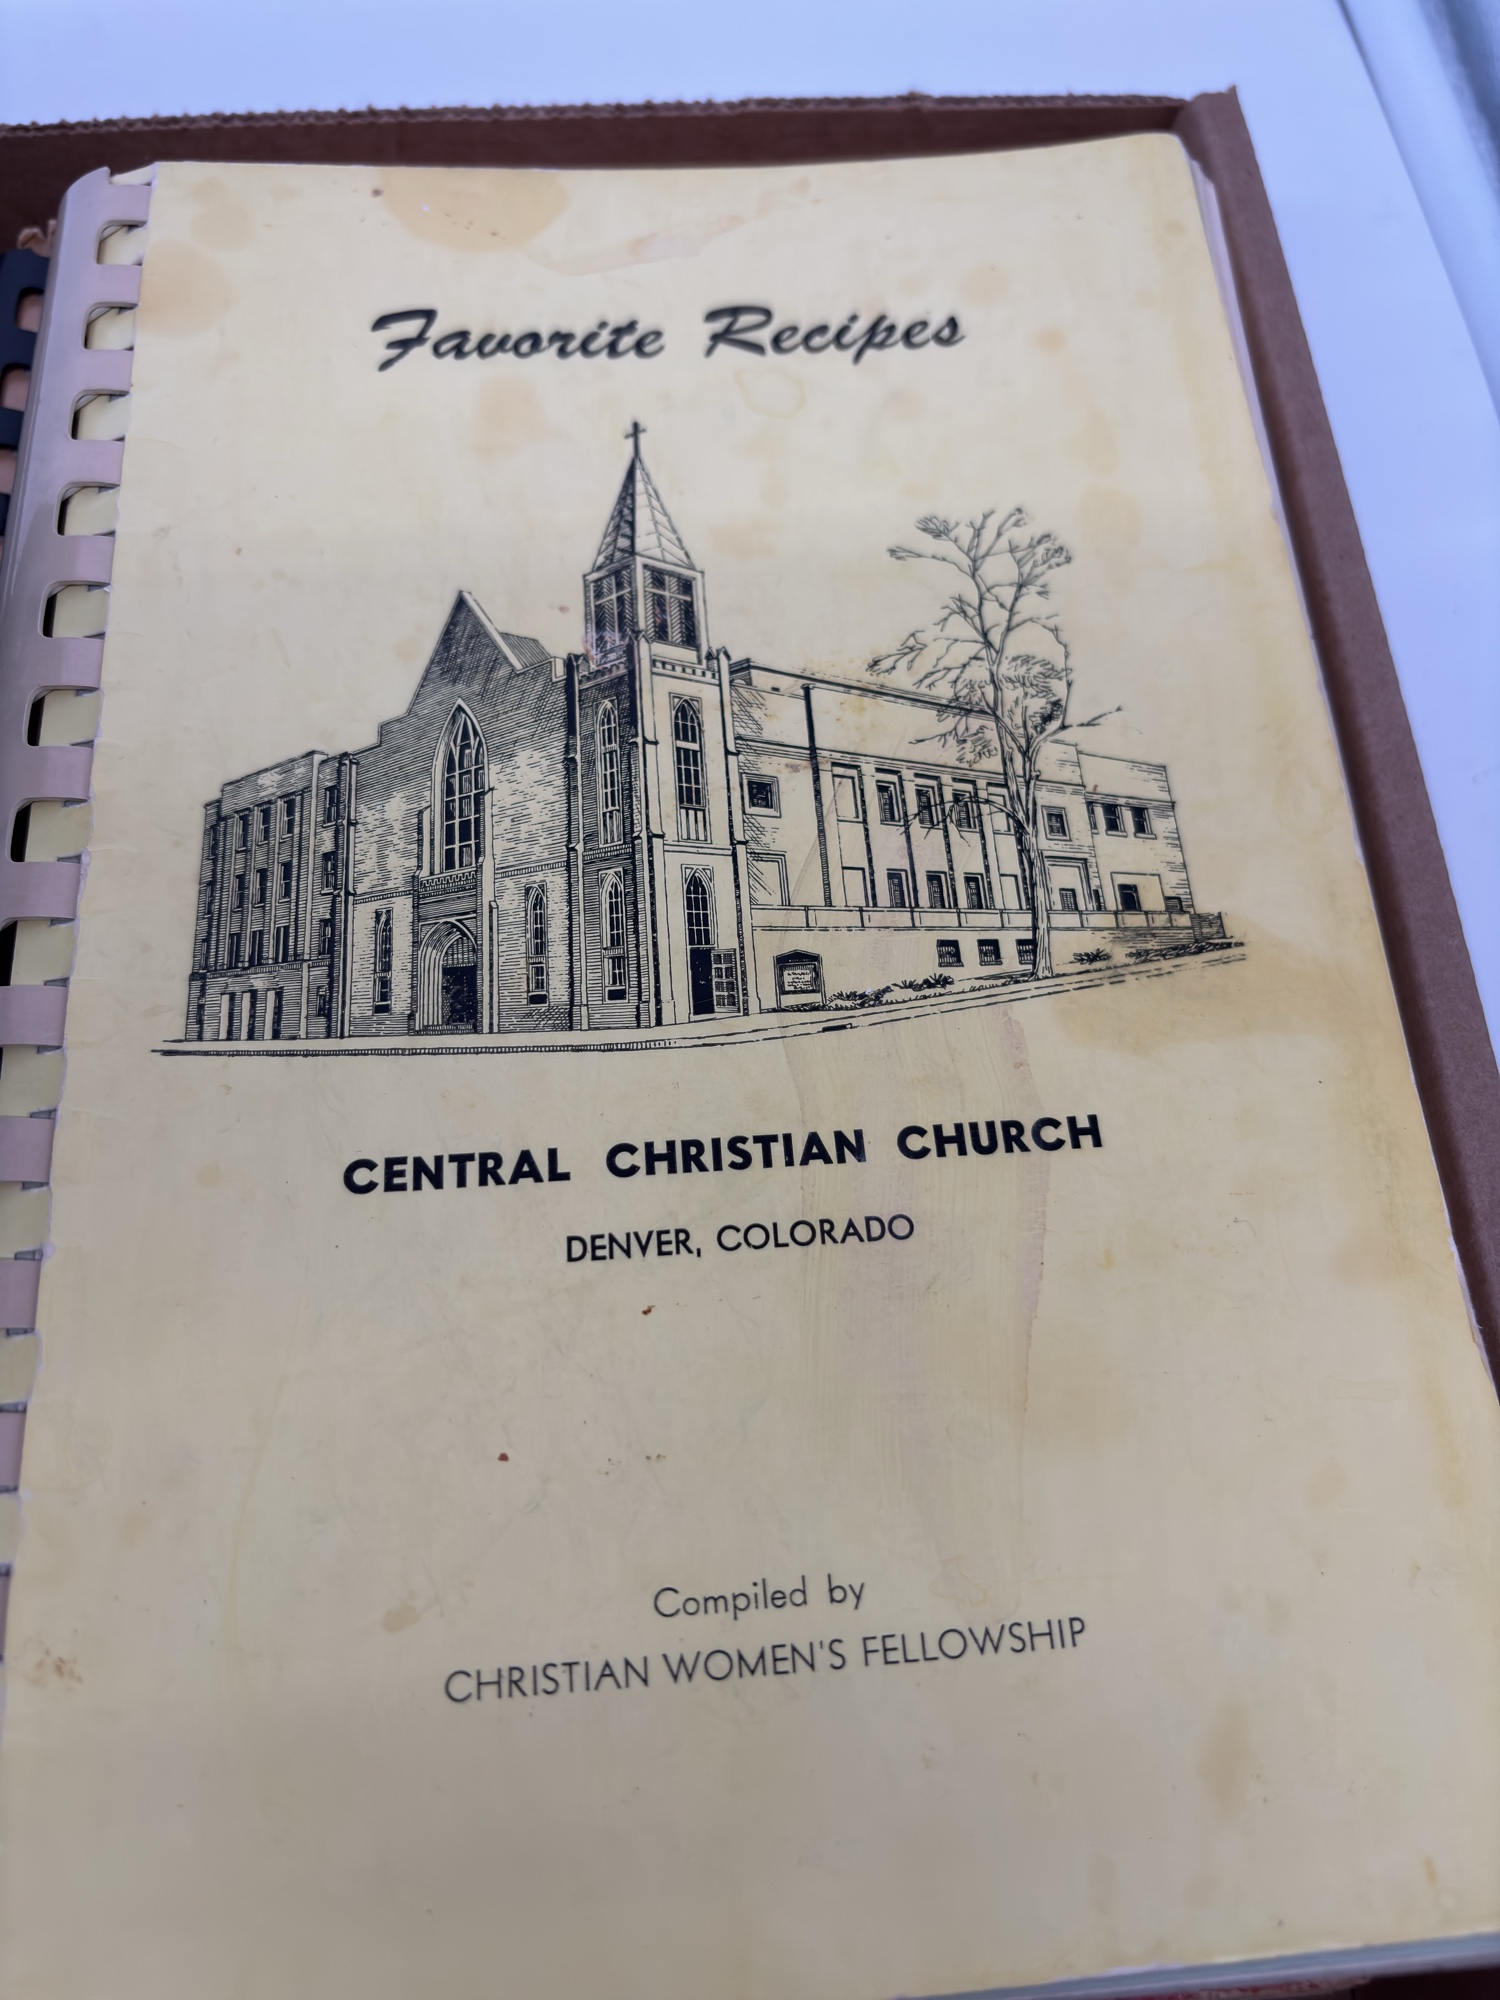 Favorite Recipes
CENTRAL CHRISTIAN CHURCH
DENVER, COLORADO
Compiled by
CHRISTIAN WOMEN'S FELLOWSHIP